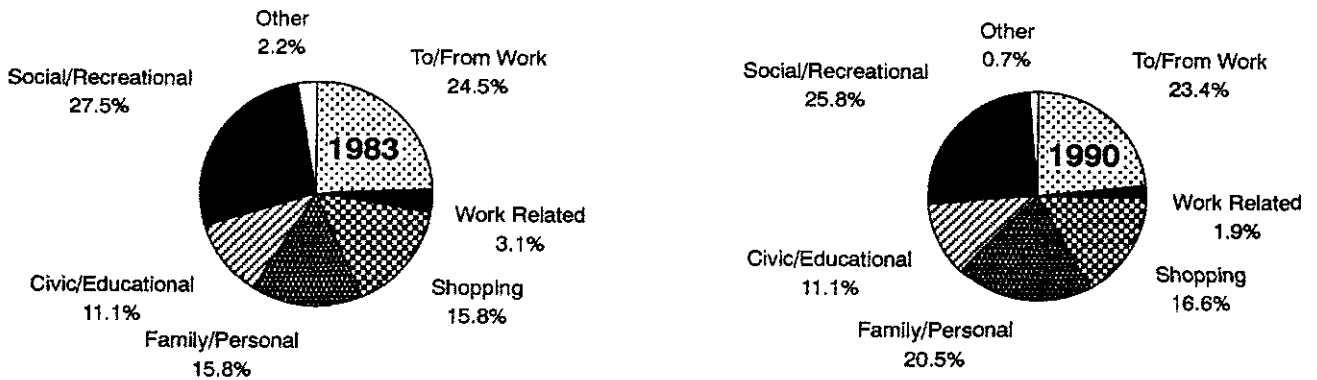 Other
2.2%
To/From Work
24.5%
Social/Recreational
27.5%
1983
Work Related
3.1%
Civic/Educational
11.1%
Shopping
15.8%
Family/Personal
15.8%
Other
0.7%
To/From Work
23.4%
Social/Recreational
25.8%
1990
Work Related
1.9%
Civic/Educational
11.1%
Shopping
16.6%
Family/Personal
20.5%